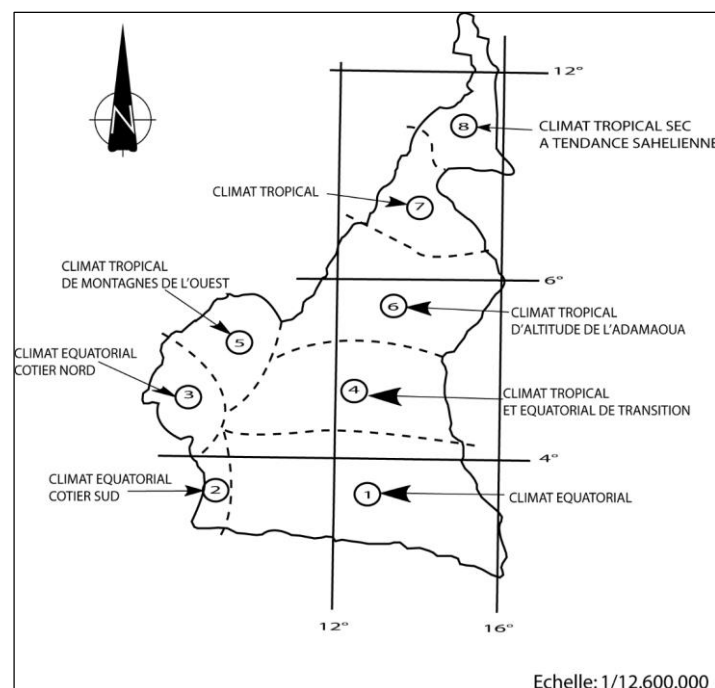 N
12°
8
CLIMAT TROPICAL SEC
A TENDANCE SAHELIENNE
CLIMAT TROPICAL
7
CLIMAT TROPICAL
DE MONTAGNES DE L'OUEST
6°
6
CLIMAT TROPICAL
D'ALTITUDE DE L'ADAMAOUA
5
CLIMAT EQUATORIAL
COTIER NORD
3
4
CLIMAT TROPICAL
ET EQUATORIAL DE TRANSITION
4°
CLIMAT EQUATORIAL
COTIER SUD
2
1
CLIMAT EQUATORIAL
12°
16°
Echelle: 1/12.600.000